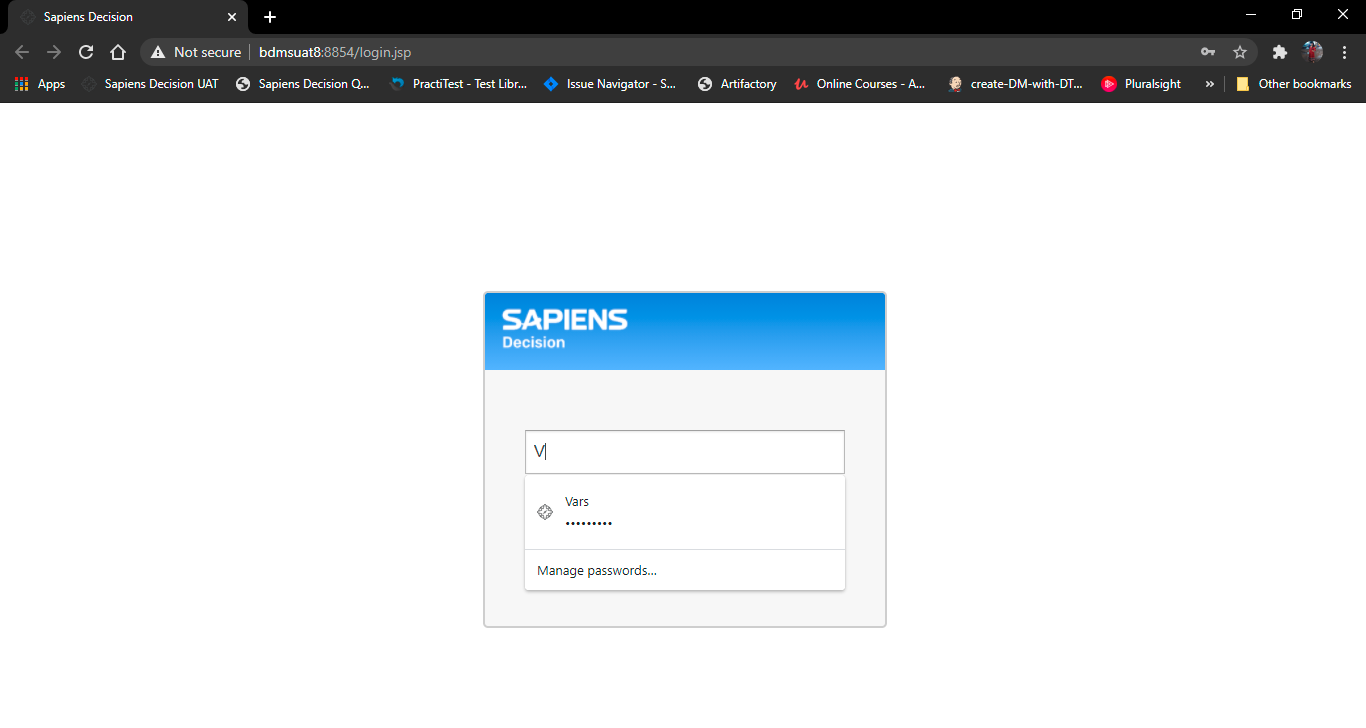 Sapiens Decision
Not secure bdmsuat8:8854/login.jsp
Apps Sapiens Decision UAT Sapiens Decision Q... PractiTest - Test Libr... Issue Navigator - S... Artifactory Online Courses - A... create-DM-with-DT... Pluralsight » Other bookmarks
SAPIENS
Decision
V
Vars
•••••••••
Manage passwords...